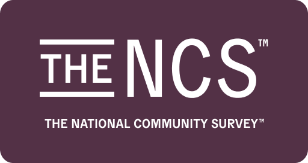 THE NCS™
THE NATIONAL COMMUNITY SURVEY™